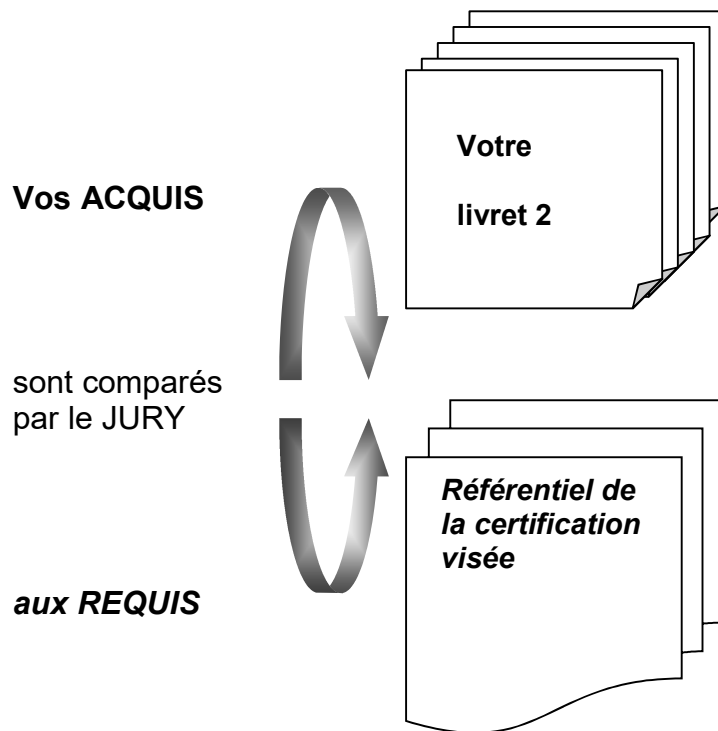 Votre
livret 2
Vos ACQUIS
sont comparés
par le JURY
Référentiel de
la certification
visée
aux REQUIS